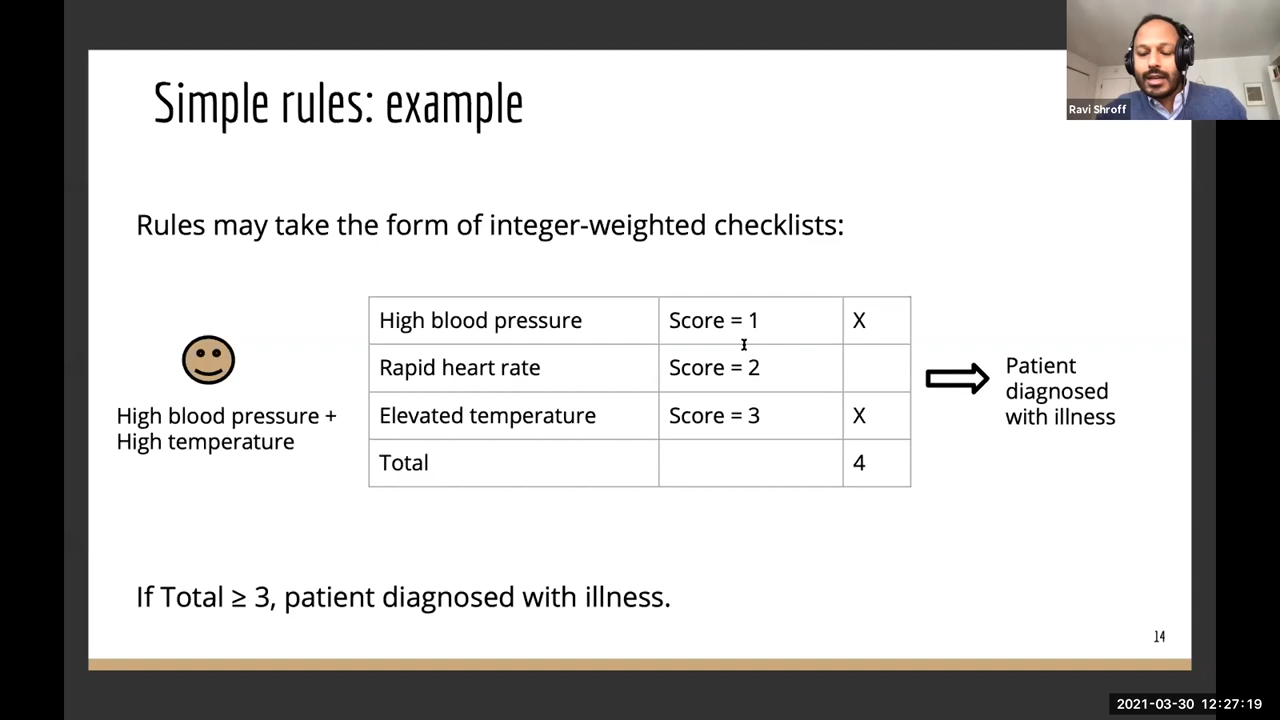 Simple rules: example
Ravi Shroff
Rules may take the form of integer-weighted checklists:
High blood pressure Score = 1 X
Rapid heart rate Score = 2
Elevated temperature Score = 3 X
Total 4
High blood pressure +
High temperature
Patient
diagnosed
with illness
If Total ≥ 3, patient diagnosed with illness.
14
2021-03-30 12:27:19